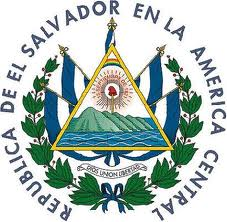 REPUBLICA DE EL SALVADOR EN LA AMERICA CENTRAL
DIOS UNION LIBERTAD